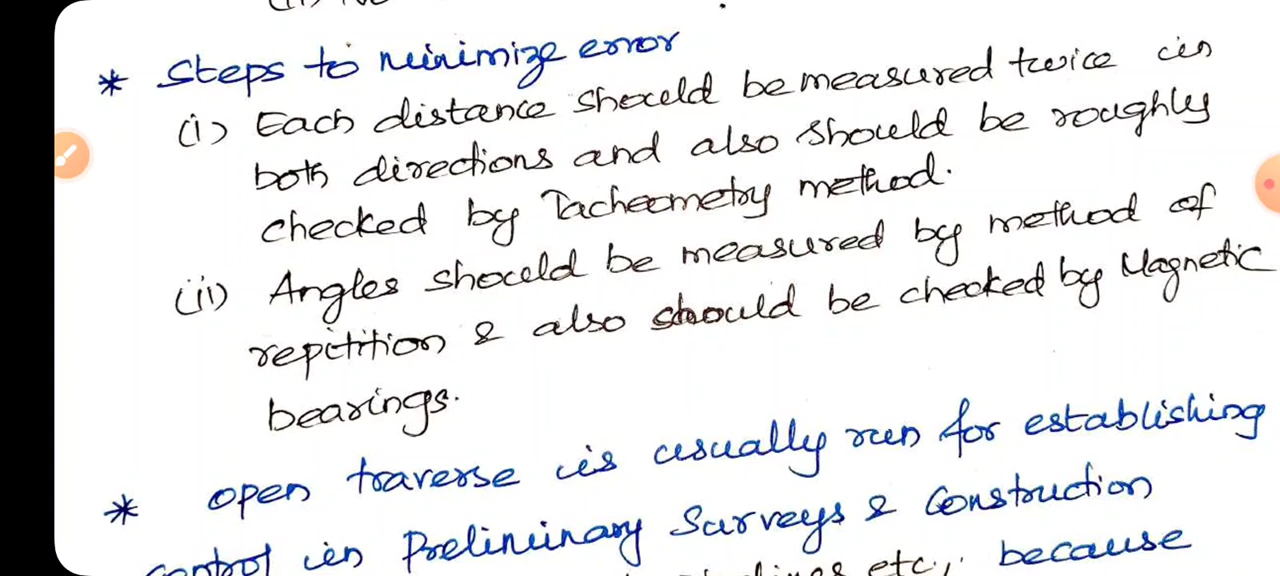 * Steps to minimize error
(i) Each distance should be measured twice in
both directions and also should be roughly
checked by Tacheometry method.
(ii) Angles should be measured by method of
repitition & also should be checked by Magnetic
bearings.
* open traverse is usually run for establishing
control in Preliminary Surveys & Construction
etc., because